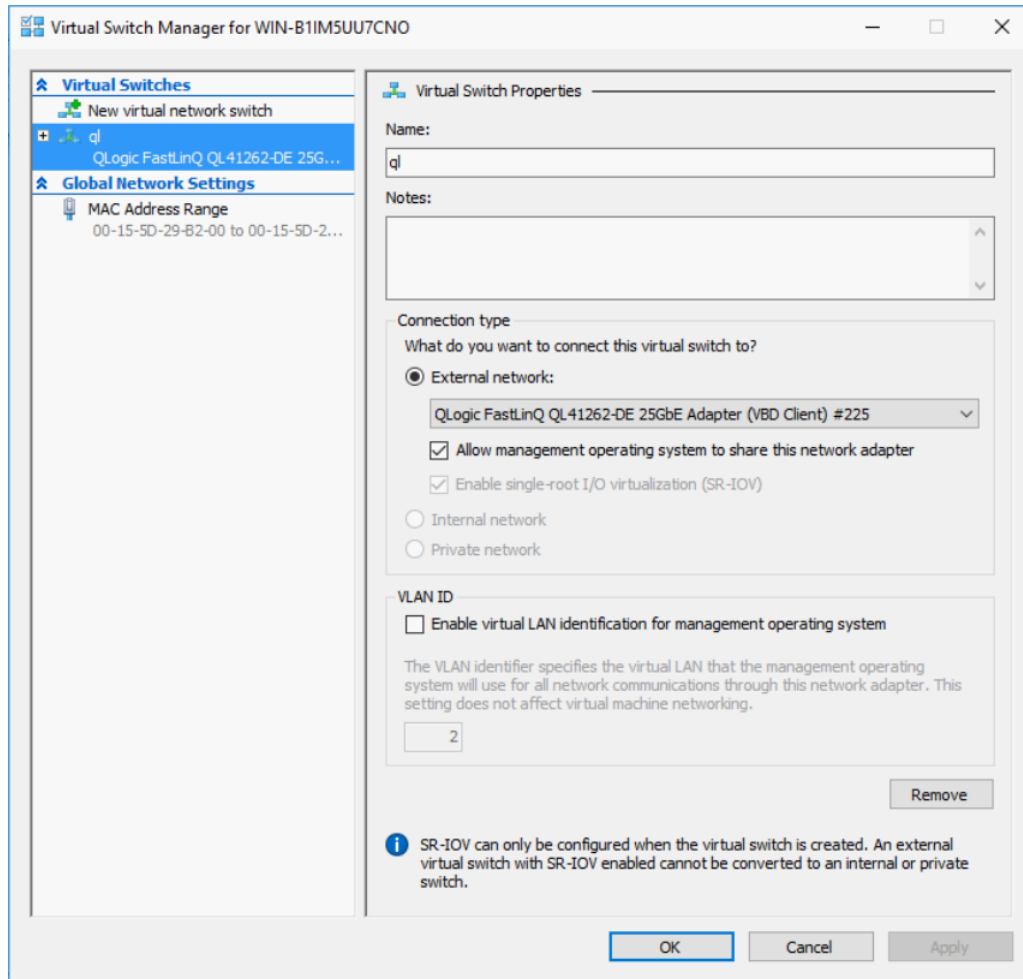 Virtual Switch Manager for WIN-B1IM5UU7CNO
Virtual Switches
New virtual network switch
ql
QLogic FastLinQ QL41262-DE 25G...
Global Network Settings
MAC Address Range
00-15-5D-29-B2-00 to 00-15-5D-2...
Virtual Switch Properties
Name:
ql
Notes:
Connection type
What do you want to connect this virtual switch to?
External network:
QLogic FastLinQ QL41262-DE 25GbE Adapter (VBD Client) #225
Allow management operating system to share this network adapter
Enable single-root I/O virtualization (SR-IOV)
Internal network
Private network
VLAN ID
Enable virtual LAN identification for management operating system
The VLAN identifier specifies the virtual LAN that the management operating
system will use for all network communications through this network adapter. This
setting does not affect virtual machine networking.
2
Remove
SR-IOV can only be configured when the virtual switch is created. An external
virtual switch with SR-IOV enabled cannot be converted to an internal or private
switch.
OK
Cancel
Apply